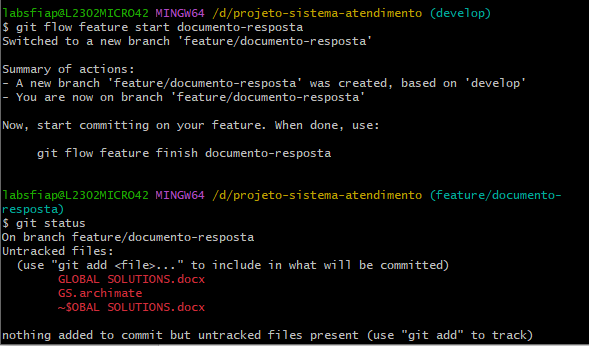 labsfiap@L2302MICRO42 MINGW64 /d/projeto-sistema-atendimento (develop)
$ git flow feature start documento-resposta
Switched to a new branch 'feature/documento-resposta'

Summary of actions:
- A new branch 'feature/documento-resposta' was created, based on 'develop'
- You are now on branch 'feature/documento-resposta'

Now, start committing on your feature. When done, use:

     git flow feature finish documento-resposta

labsfiap@L2302MICRO42 MINGW64 /d/projeto-sistema-atendimento (feature/documento-
resposta)
$ git status
On branch feature/documento-resposta
Untracked files:
  (use "git add <file>..." to include in what will be committed)
        GLOBAL SOLUTIONS.docx
        GS.archimate
        ~$OBAL SOLUTIONS.docx

nothing added to commit but untracked files present (use "git add" to track)